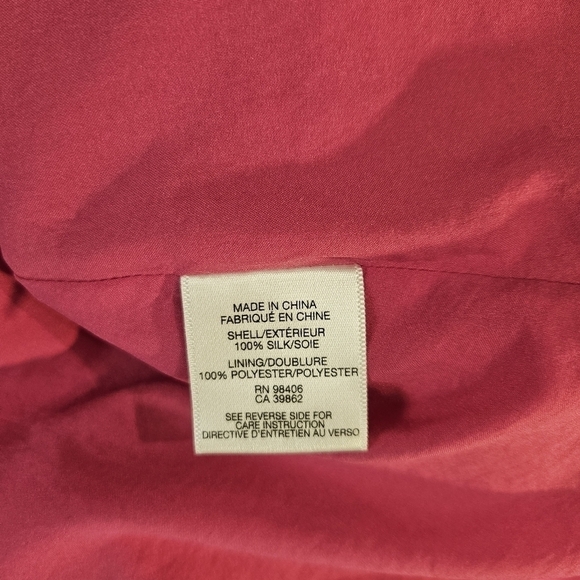 MADE IN CHINA
FABRIQUÉ EN CHINE
SHELL/EXTÉRIEUR
100% SILK/SOIE
LINING/DOUBLURE
100% POLYESTER/POLYESTER
RN 98406
CA 39862
SEE REVERSE SIDE FOR
CARE INSTRUCTION
DIRECTIVE D'ENTRETIEN AU VERSO